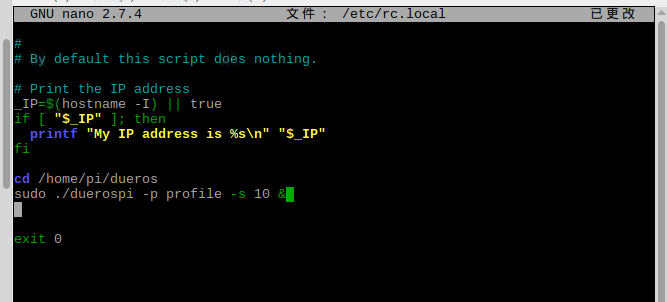 GNU nano 2.7.4 文件： /etc/rc.local 已更改
#
# By default this script does nothing.
# Print the IP address
_IP=$(hostname -I) || true
if [ "$_IP" ]; then
  printf "My IP address is %s\n" "$_IP"
fi
cd /home/pi/dueros
sudo ./duerospi -p profile -s 10 &
exit 0